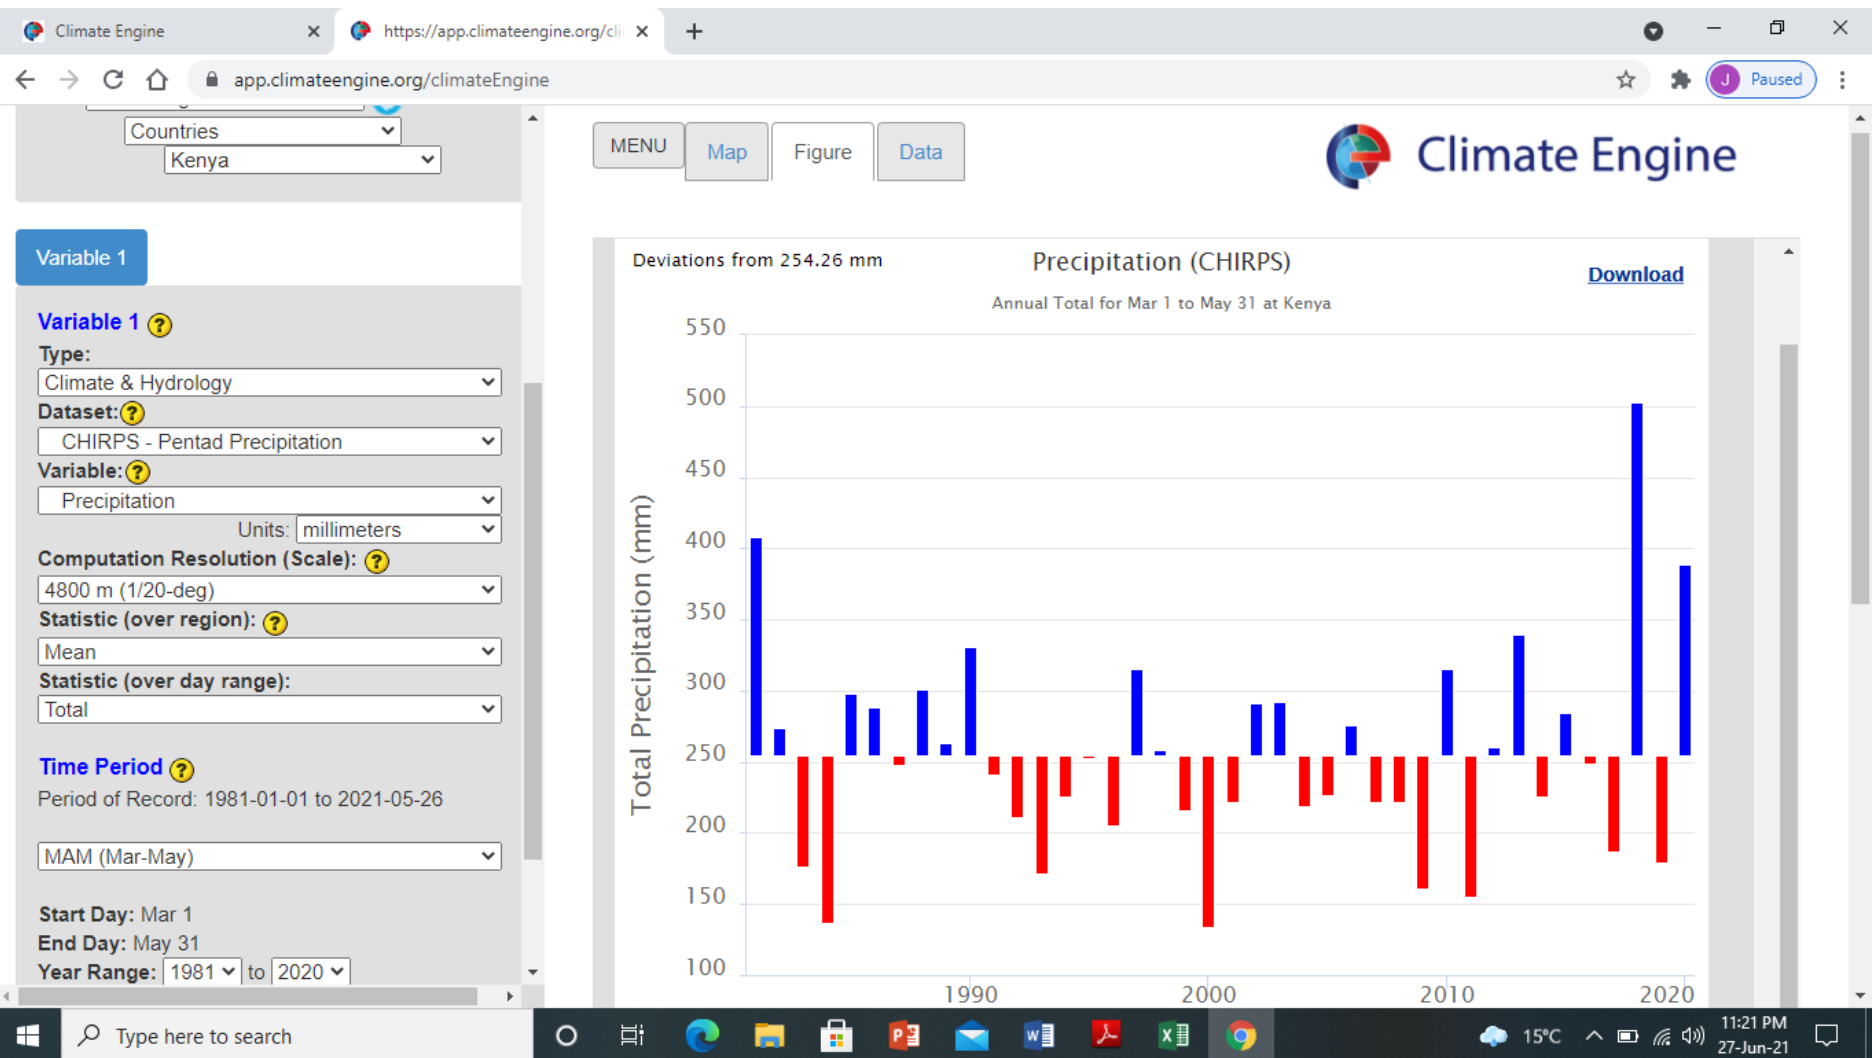 Climate Engine
https://app.climateengine.org/cli
app.climateengine.org/climateEngine
J Paused
Countries
Kenya
Variable 1
Variable 1 ?
Type:
Climate & Hydrology
Dataset: ?
CHIRPS - Pentad Precipitation
Variable: ?
Precipitation
Units: millimeters
Computation Resolution (Scale): ?
4800 m (1/20-deg)
Statistic (over region): ?
Mean
Statistic (over day range):
Total
Time Period ?
Period of Record: 1981-01-01 to 2021-05-26
MAM (Mar-May)
Start Day: Mar 1
End Day: May 31
Year Range: 1981 to 2020
MENU Map Figure Data
Climate Engine
Deviations from 254.26 mm
Precipitation (CHIRPS)
Download
Annual Total for Mar 1 to May 31 at Kenya
Total Precipitation (mm)
550
500
450
400
350
300
250
200
150
100
1990 2000 2010 2020
Type here to search
15°C
11:21 PM
27-Jun-21